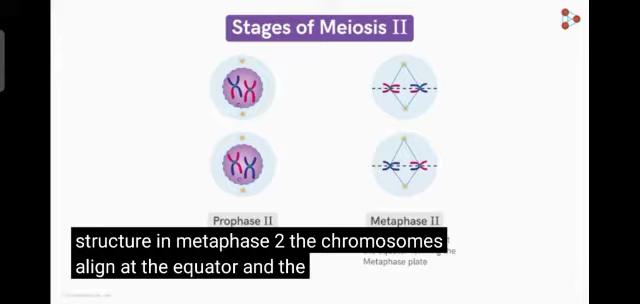 Stages of Meiosis II
Prophase II
Metaphase II
structure in metaphase 2 the chromosomes
align at the equator and the
the
Metaphase plate